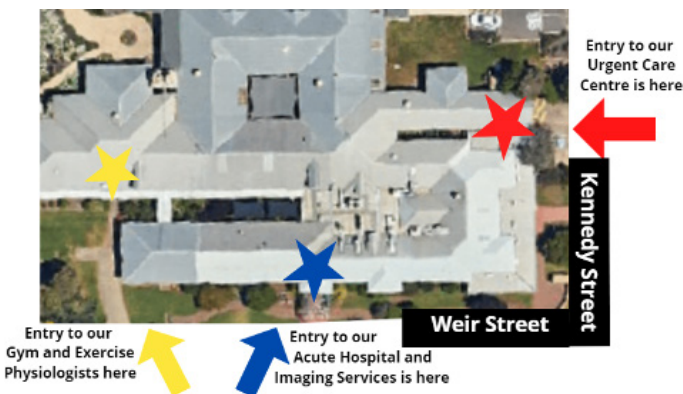 Entry to our
Urgent Care
Centre is here
Kennedy Street
Weir Street
Entry to our
Gym and Exercise
Physiologists here
Entry to our
Acute Hospital and
Imaging Services is here